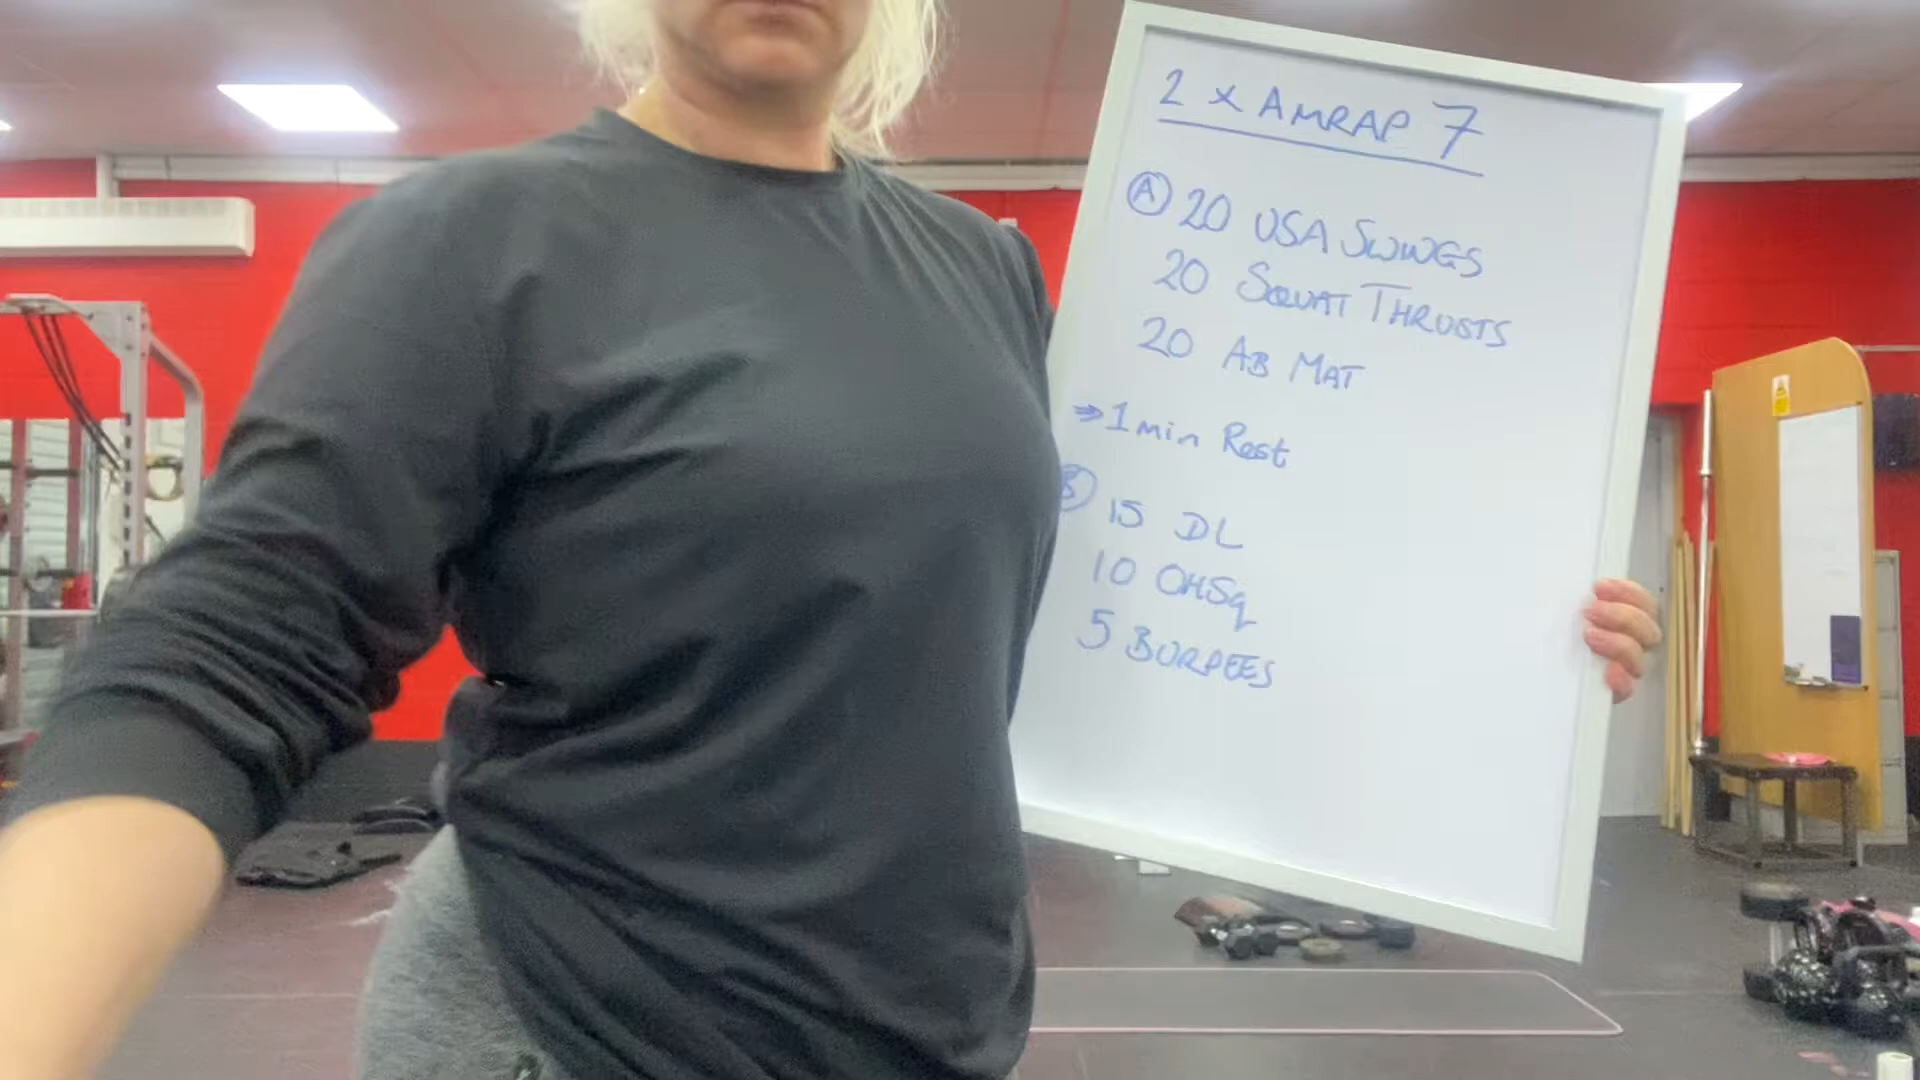 2 x AMRAP 7
Ⓐ 20 USA SWINGS
20 SQUAT THRUSTS
20 AB MAT
⇒ 1 min Rest
Ⓑ 15 DL
10 OHSq
5 BURPEES